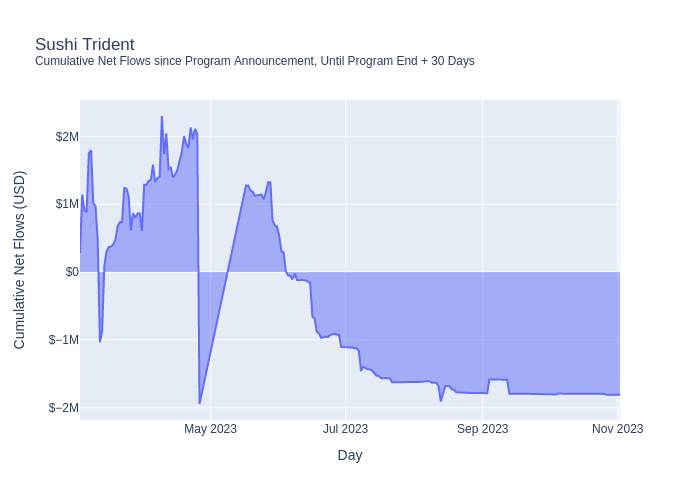 Sushi Trident
Cumulative Net Flows since Program Announcement, Until Program End + 30 Days
Cumulative Net Flows (USD)
$2M
$1M
$0
$−1M
$−2M
May 2023
Jul 2023
Sep 2023
Nov 2023
Day